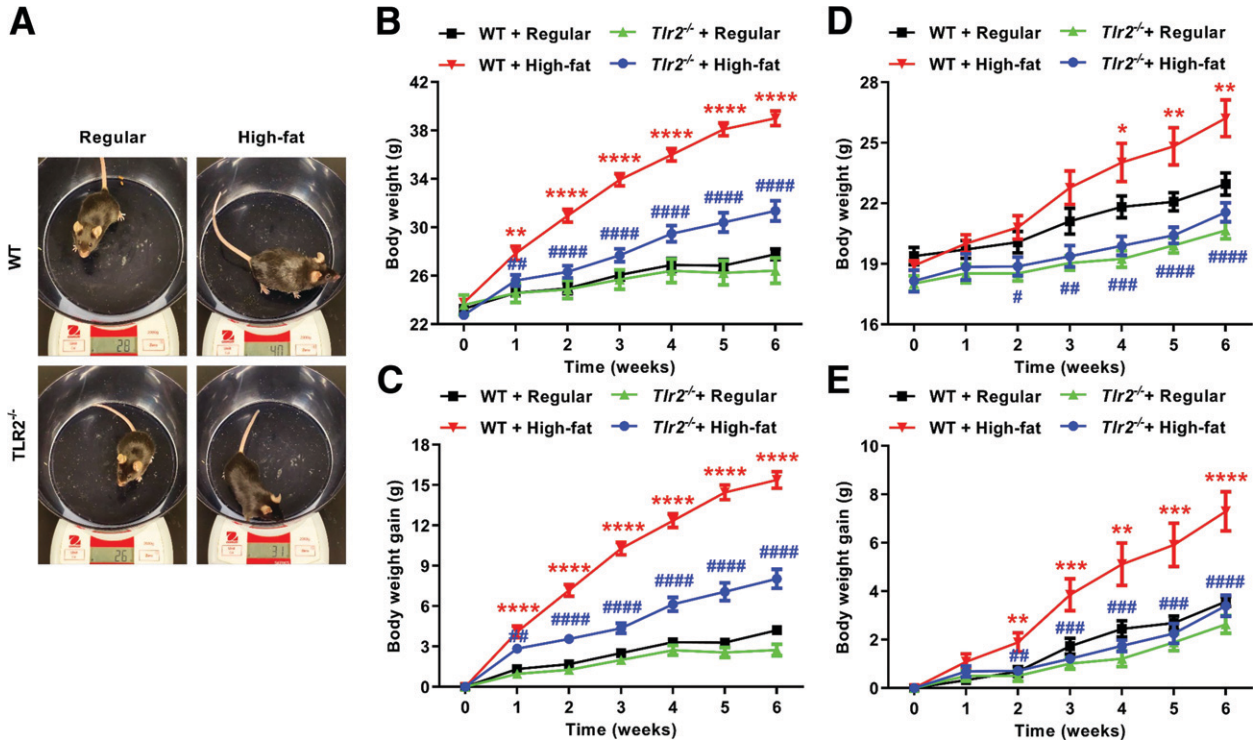 A
Regular
High-fat
WT
TLR2-/-
OHAUS
28
OHAUS
40
OHAUS
26
OHAUS
31
B
WT + Regular
Tlr2-/- + Regular
WT + High-fat
Tlr2-/- + High-fat
Body weight (g)
42
38
34
30
26
22
**
****
****
****
****
****
##
####
####
####
####
####
0 1 2 3 4 5 6
Time (weeks)
C
WT + Regular
Tlr2-/- + Regular
WT + High-fat
Tlr2-/-+ High-fat
Body weight gain (g)
18
15
12
9
6
3
0
****
****
****
****
****
****
##
####
####
####
####
####
0 1 2 3 4 5 6
Time (weeks)
D
WT + Regular
Tlr2-/- + Regular
WT + High-fat
Tlr2-/- + High-fat
Body weight (g)
28
25
22
19
16
*
**
**
#
##
###
####
####
0 1 2 3 4 5 6
Time (weeks)
E
WT + Regular
Tlr2-/- + Regular
WT + High-fat
Tlr2-/-+ High-fat
Body weight gain (g)
10
8
6
4
2
0
**
***
**
***
****
##
###
###
###
####
0 1 2 3 4 5 6
Time (weeks)